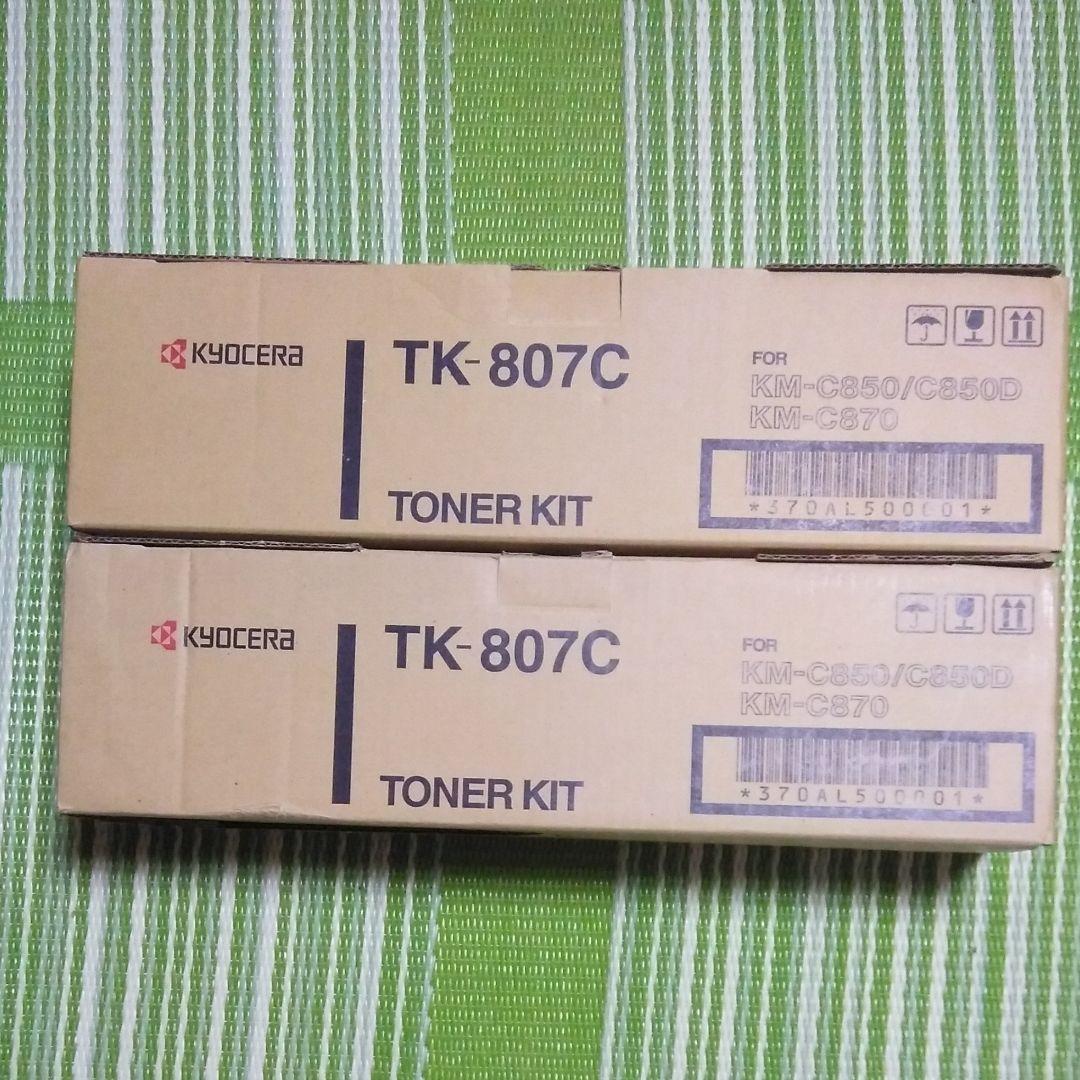 KYOCERA
TK-807C
TONER KIT
FOR
KM-C850/C850D
KM-C870
*370AL500001*
KYOCERA
TK-807C
TONER KIT
FOR
KM-C850/C850D
KM-C870
*370AL500001*